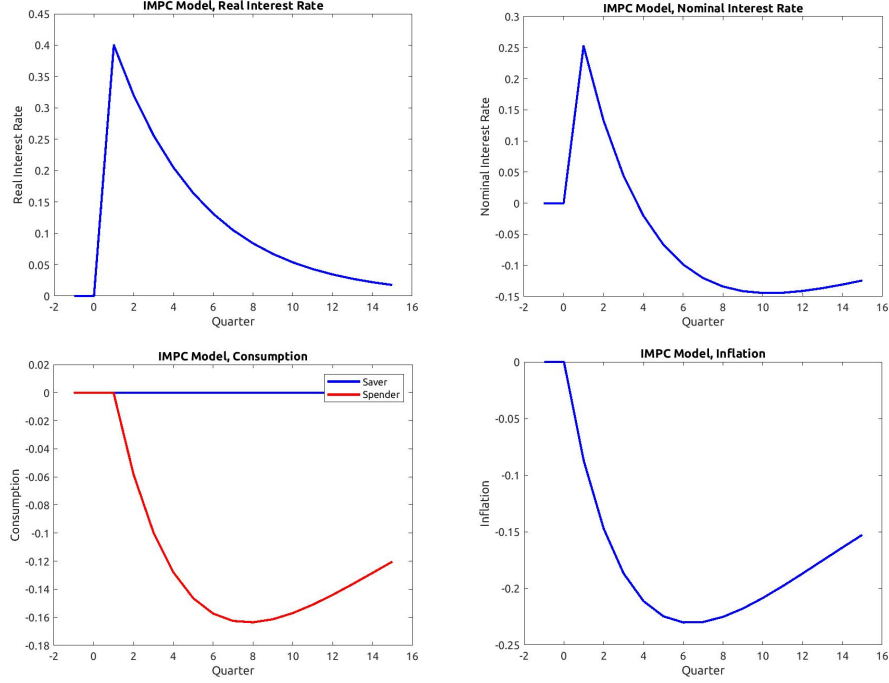 IMPC Model, Real Interest Rate
0.45
0.4
0.35
0.3
0.25
0.2
0.15
0.1
0.05
0
-2 0 2 4 6 8 10 12 14 16
Real Interest Rate
Quarter
IMPC Model, Nominal Interest Rate
0.3
0.25
0.2
0.15
0.1
0.05
0
-0.05
-0.1
-0.15
-2 0 2 4 6 8 10 12 14 16
Nominal Interest Rate
Quarter
IMPC Model, Consumption
0.02
0
-0.02
-0.04
-0.06
-0.08
-0.1
-0.12
-0.14
-0.16
-0.18
-2 0 2 4 6 8 10 12 14 16
Consumption
Quarter
Saver
Spender
IMPC Model, Inflation
0
-0.05
-0.1
-0.15
-0.2
-0.25
-2 0 2 4 6 8 10 12 14 16
Inflation
Quarter